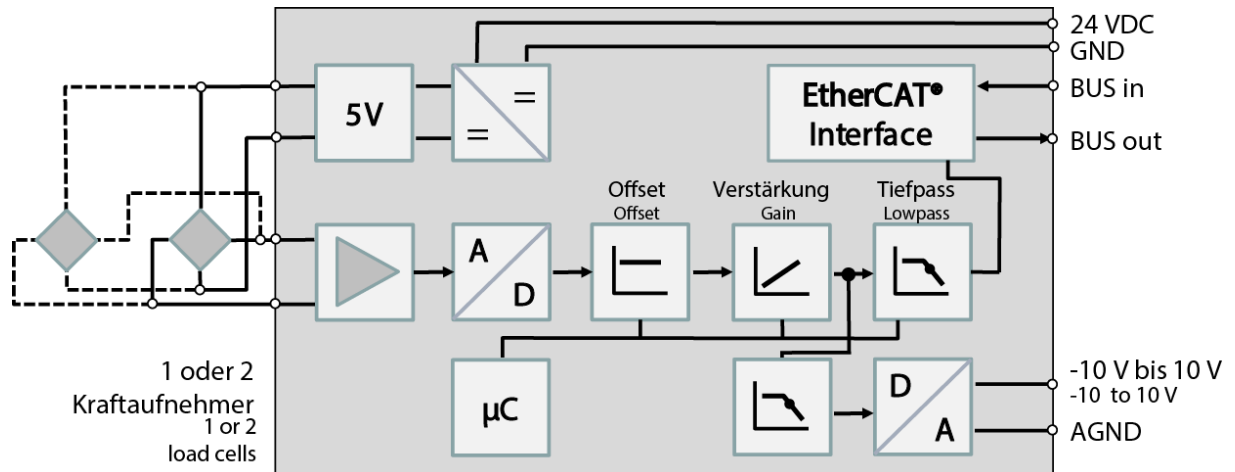 24 VDC
GND
BUS in
BUS out
5V
=
=
EtherCAT®
Interface
Offset
Offset
Verstärkung
Gain
Tiefpass
Lowpass
A
D
µC
D
A
1 oder 2
Kraftaufnehmer
1 or 2
load cells
-10 V bis 10 V
-10 to 10 V
AGND